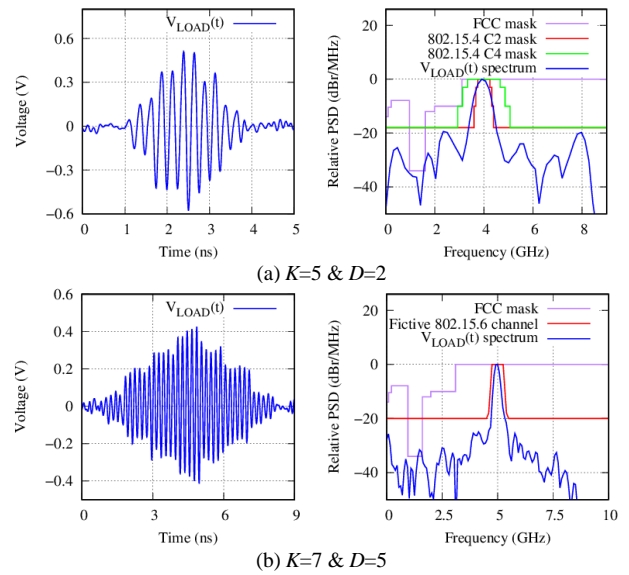 V_LOAD(t)
0.6
0.3
0
−0.3
−0.6
Voltage (V)
0 1 2 3 4 5
Time (ns)
FCC mask
802.15.4 C2 mask
802.15.4 C4 mask
V_LOAD(t) spectrum
20
0
−20
−40
Relative PSD (dBr/MHz)
0 2 4 6 8
Frequency (GHz)
(a) K=5 & D=2
V_LOAD(t)
0.6
0.4
0.2
0
−0.2
−0.4
Voltage (V)
0 3 6 9
Time (ns)
FCC mask
Fictive 802.15.6 channel
V_LOAD(t) spectrum
20
0
−20
−40
Relative PSD (dBr/MHz)
0 2.5 5 7.5 10
Frequency (GHz)
(b) K=7 & D=5